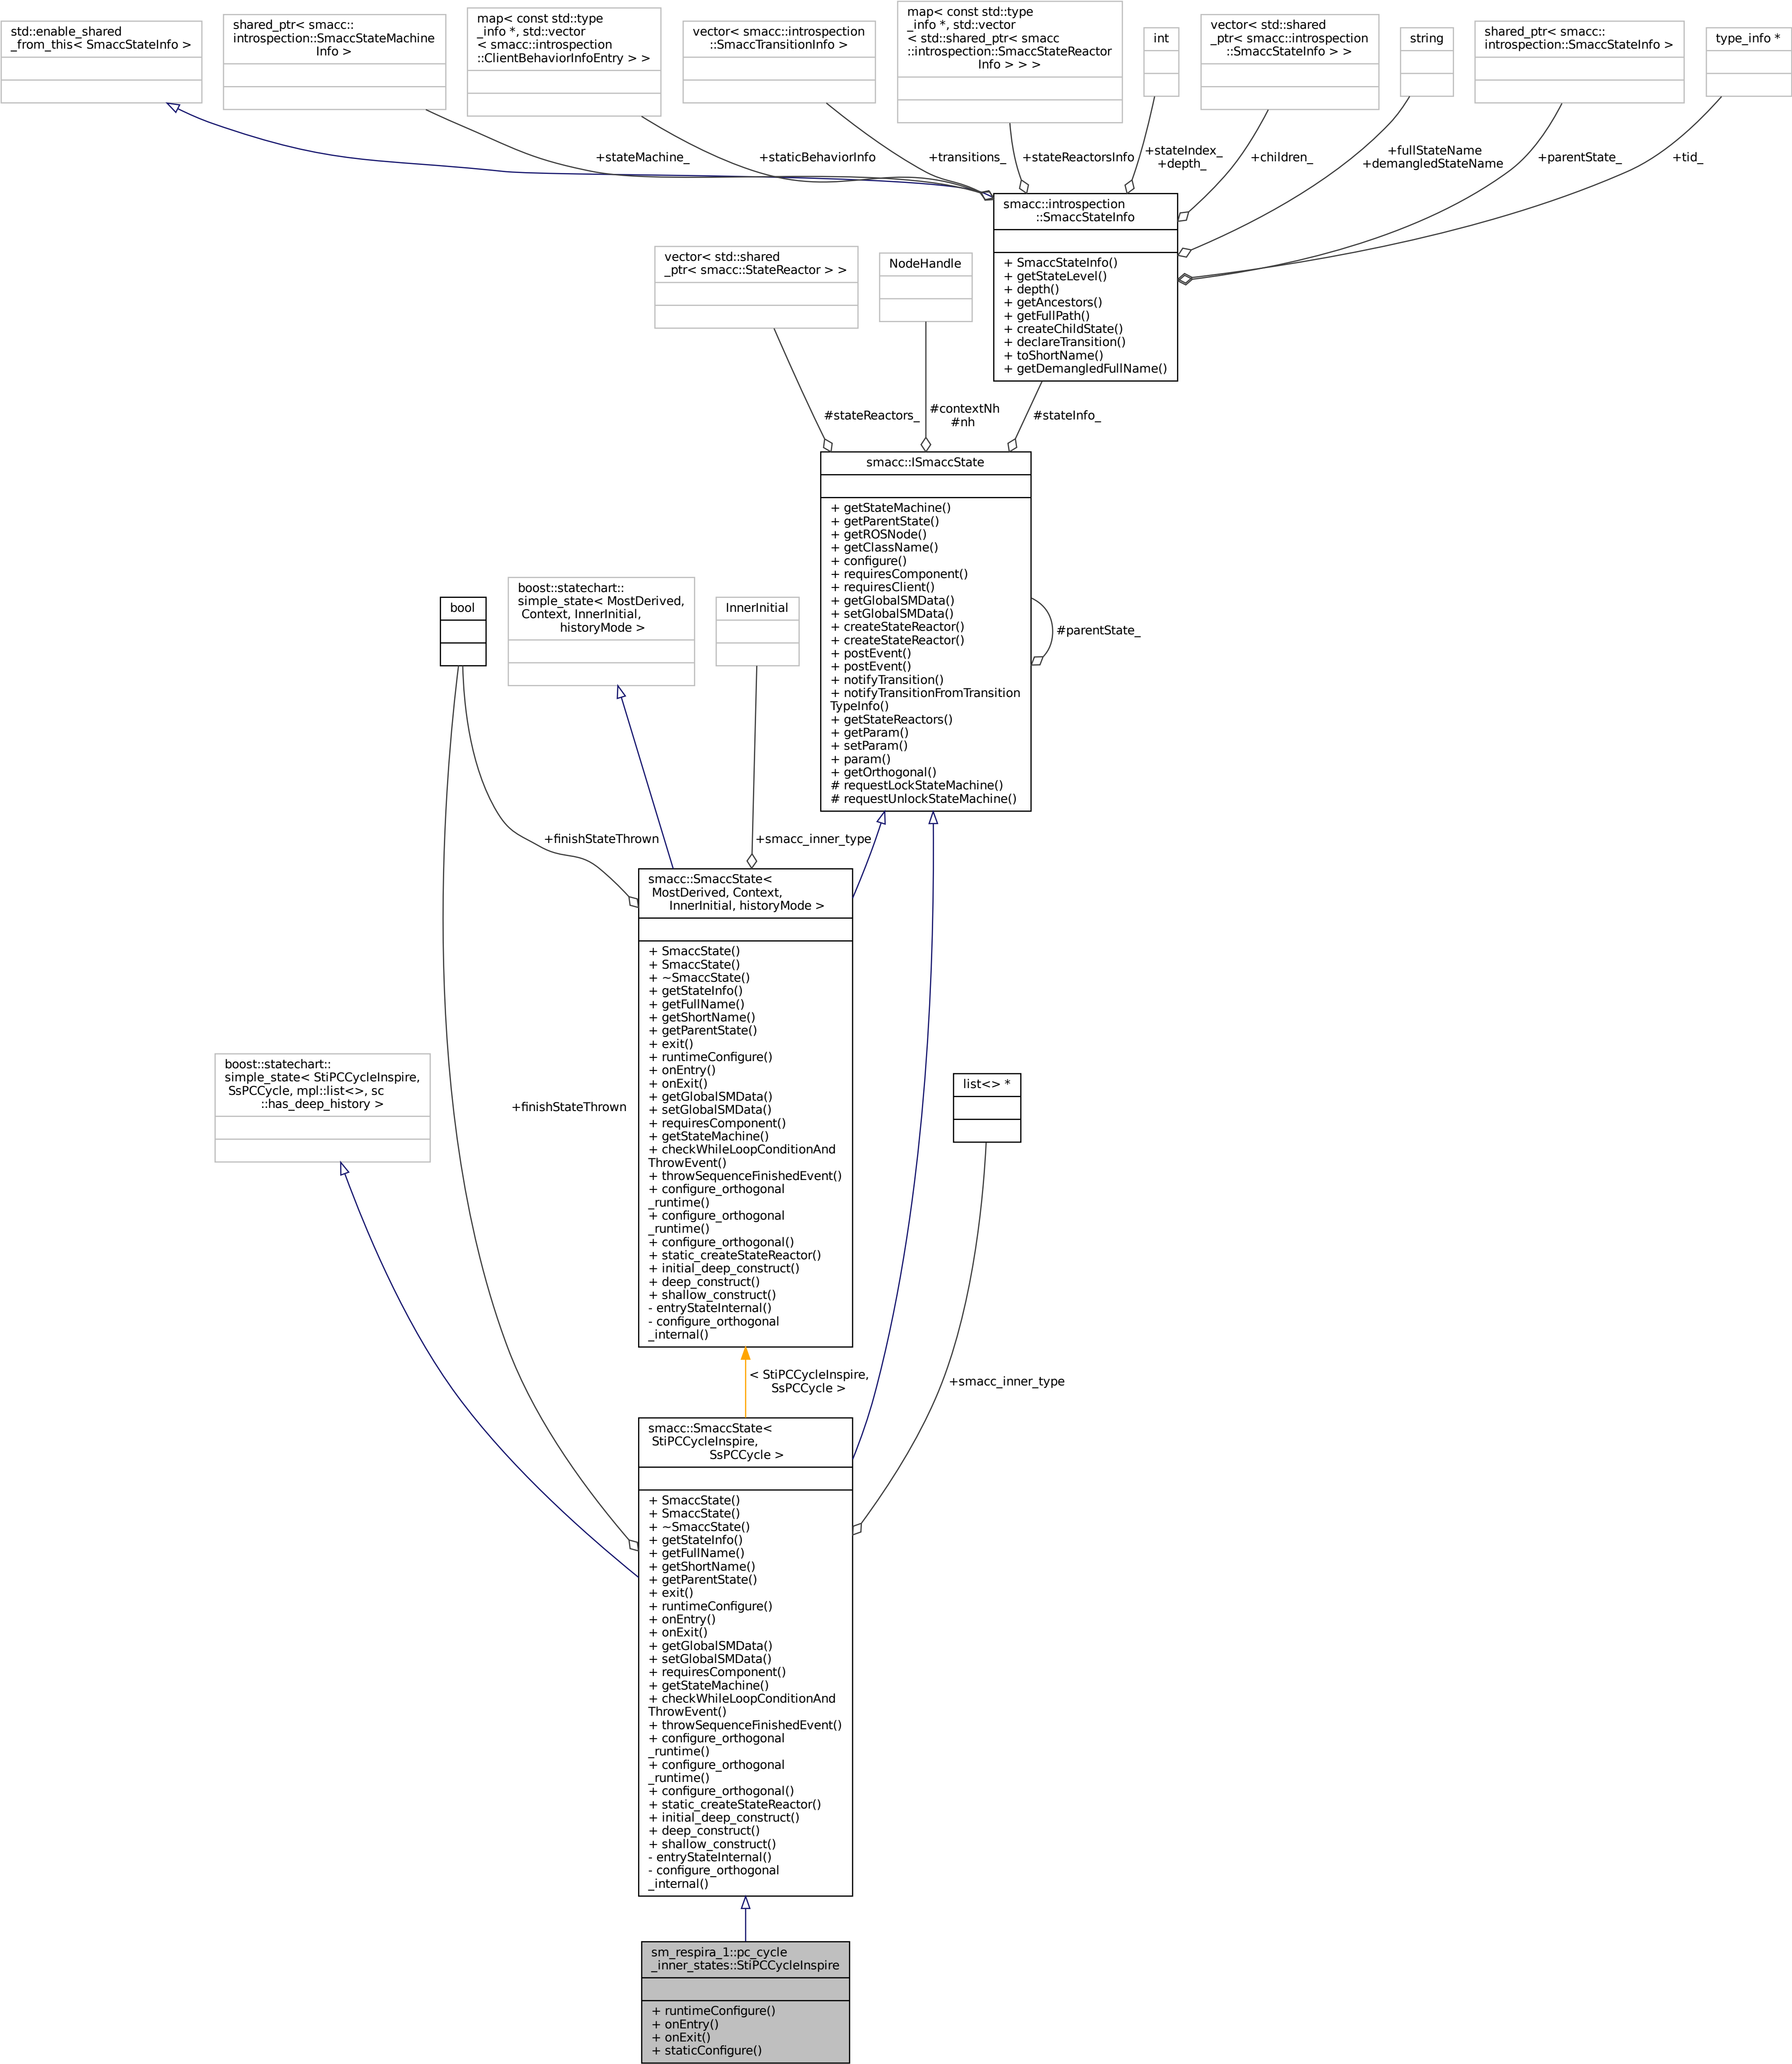 std::enable_shared
_from_this< SmaccStateInfo >
shared_ptr< smacc::
introspection::SmaccStateMachine
Info >
map< const std::type
_info *, std::vector
< smacc::introspection
::ClientBehaviorInfoEntry > >
vector< smacc::introspection
::SmaccTransitionInfo >
map< const std::type
_info *, std::vector
< std::shared_ptr< smacc
::introspection::SmaccStateReactor
Info > > >
int
vector< std::shared
_ptr< smacc::introspection
::SmaccStateInfo > >
string
shared_ptr< smacc::
introspection::SmaccStateInfo >
type_info *
+stateMachine_
+staticBehaviorInfo
+transitions_
+stateReactorsInfo
+stateIndex_
+depth_
+children_
+fullStateName
+demangledStateName
+parentState_
+tid_
smacc::introspection
::SmaccStateInfo
+ SmaccStateInfo()
+ getStateLevel()
+ depth()
+ getAncestors()
+ getFullPath()
+ createChildState()
+ declareTransition()
+ toShortName()
+ getDemangledFullName()
vector< std::shared
_ptr< smacc::StateReactor > >
NodeHandle
#stateReactors_
#contextNh
#nh
#stateInfo_
smacc::ISmaccState
+ getStateMachine()
+ getParentState()
+ getROSNode()
+ getClassName()
+ configure()
+ requiresComponent()
+ requiresClient()
+ getGlobalSMData()
+ setGlobalSMData()
+ createStateReactor()
+ createStateReactor()
+ postEvent()
+ postEvent()
+ notifyTransition()
+ notifyTransitionFromTransition
TypeInfo()
+ getStateReactors()
+ getParam()
+ setParam()
+ param()
+ getOrthogonal()
# requestLockStateMachine()
# requestUnlockStateMachine()
#parentState_
bool
boost::statechart::
simple_state< MostDerived,
Context, InnerInitial,
historyMode >
InnerInitial
+finishStateThrown
+smacc_inner_type
smacc::SmaccState<
MostDerived, Context,
InnerInitial, historyMode >
+ SmaccState()
+ SmaccState()
+ ~SmaccState()
+ getStateInfo()
+ getFullName()
+ getShortName()
+ getParentState()
+ exit()
+ runtimeConfigure()
+ onEntry()
+ onExit()
+ getGlobalSMData()
+ setGlobalSMData()
+ requiresComponent()
+ getStateMachine()
+ checkWhileLoopConditionAnd
ThrowEvent()
+ throwSequenceFinishedEvent()
+ configure_orthogonal
_runtime()
+ configure_orthogonal
_runtime()
+ configure_orthogonal()
+ static_createStateReactor()
+ initial_deep_construct()
+ deep_construct()
+ shallow_construct()
- entryStateInternal()
- configure_orthogonal
_internal()
boost::statechart::
simple_state< StiPCCycleInspire,
SsPCCycle, mpl::list<>, sc
::has_deep_history >
+finishStateThrown
list<> *
< StiPCCycleInspire,
SsPCCycle >
+smacc_inner_type
smacc::SmaccState<
StiPCCycleInspire,
SsPCCycle >
+ SmaccState()
+ SmaccState()
+ ~SmaccState()
+ getStateInfo()
+ getFullName()
+ getShortName()
+ getParentState()
+ exit()
+ runtimeConfigure()
+ onEntry()
+ onExit()
+ getGlobalSMData()
+ setGlobalSMData()
+ requiresComponent()
+ getStateMachine()
+ checkWhileLoopConditionAnd
ThrowEvent()
+ throwSequenceFinishedEvent()
+ configure_orthogonal
_runtime()
+ configure_orthogonal
_runtime()
+ configure_orthogonal()
+ static_createStateReactor()
+ initial_deep_construct()
+ deep_construct()
+ shallow_construct()
- entryStateInternal()
- configure_orthogonal
_internal()
sm_respira_1::pc_cycle
_inner_states::StiPCCycleInspire
+ runtimeConfigure()
+ onEntry()
+ onExit()
+ staticConfigure()